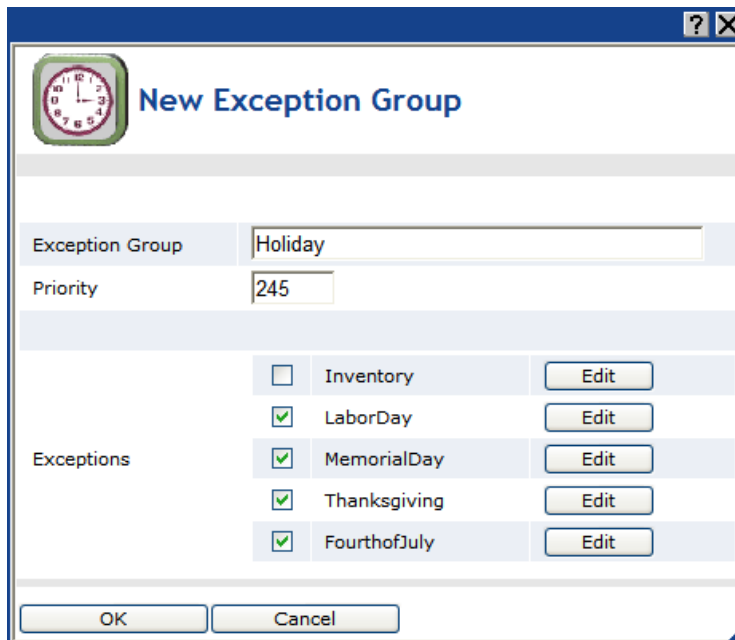 New Exception Group
Exception Group Holiday
Priority 245
Inventory Edit
LaborDay Edit
Exceptions MemorialDay Edit
Thanksgiving Edit
FourthofJuly Edit
OK Cancel